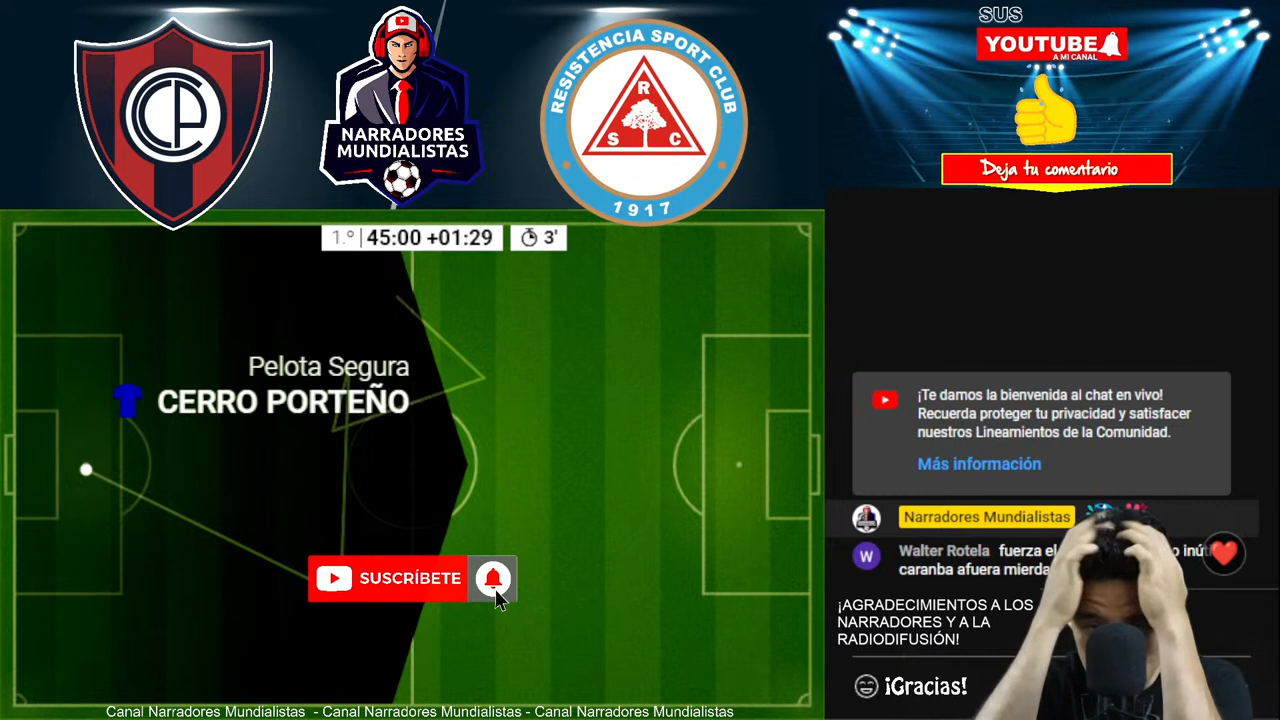 CCP
NARRADORES
MUNDIALISTAS
RESISTENCIA SPORT CLUB
R
S C
1917
SUS
YOUTUBE
A MI CANAL
Deja tu comentario
1.º 45:00 +01:29 3'
Pelota Segura
CERRO PORTEÑO
SUSCRÍBETE
¡Te damos la bienvenida al chat en vivo!
Recuerda proteger tu privacidad y satisfacer
nuestros Lineamientos de la Comunidad.
Más información
Narradores Mundialistas
W Walter Rotela fuerza el
caranba afuera mierda
¡AGRADECIMIENTOS A LOS
NARRADORES Y A LA
RADIODIFUSIÓN!
¡Gracias!
Canal Narradores Mundialistas - Canal Narradores Mundialistas - Canal Narradores Mundialistas